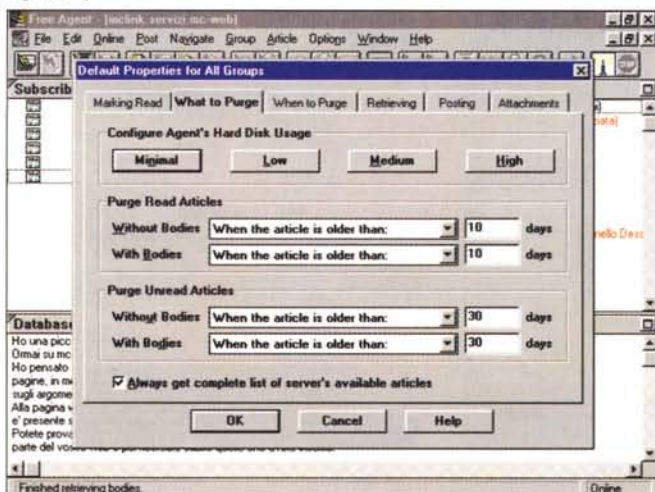 Free Agent - [mclink.servizi.mc-web]
File Edit Online Post Navigate Group Article Options Window Help
Default Properties for All Groups
Subscrib
Marking Read What to Purge When to Purge Retrieving Posting Attachments
Configure Agent's Hard Disk Usage
Minimal Low Medium High
Purge Read Articles
Without Bodies When the article is older than: 10 days
With Bodies When the article is older than: 10 days
nello Dess
Purge Unread Articles
Without Bodies When the article is older than: 30 days
With Bodies When the article is older than: 30 days
Always get complete list of server's available articles
OK Cancel Help
Databas
Ho una picc
Ormai su mc
Ho pensato
pagine, in m
sugli argome
Alla pagina v
e' presente s
Potete prova
Finished retrieving bodies. Online